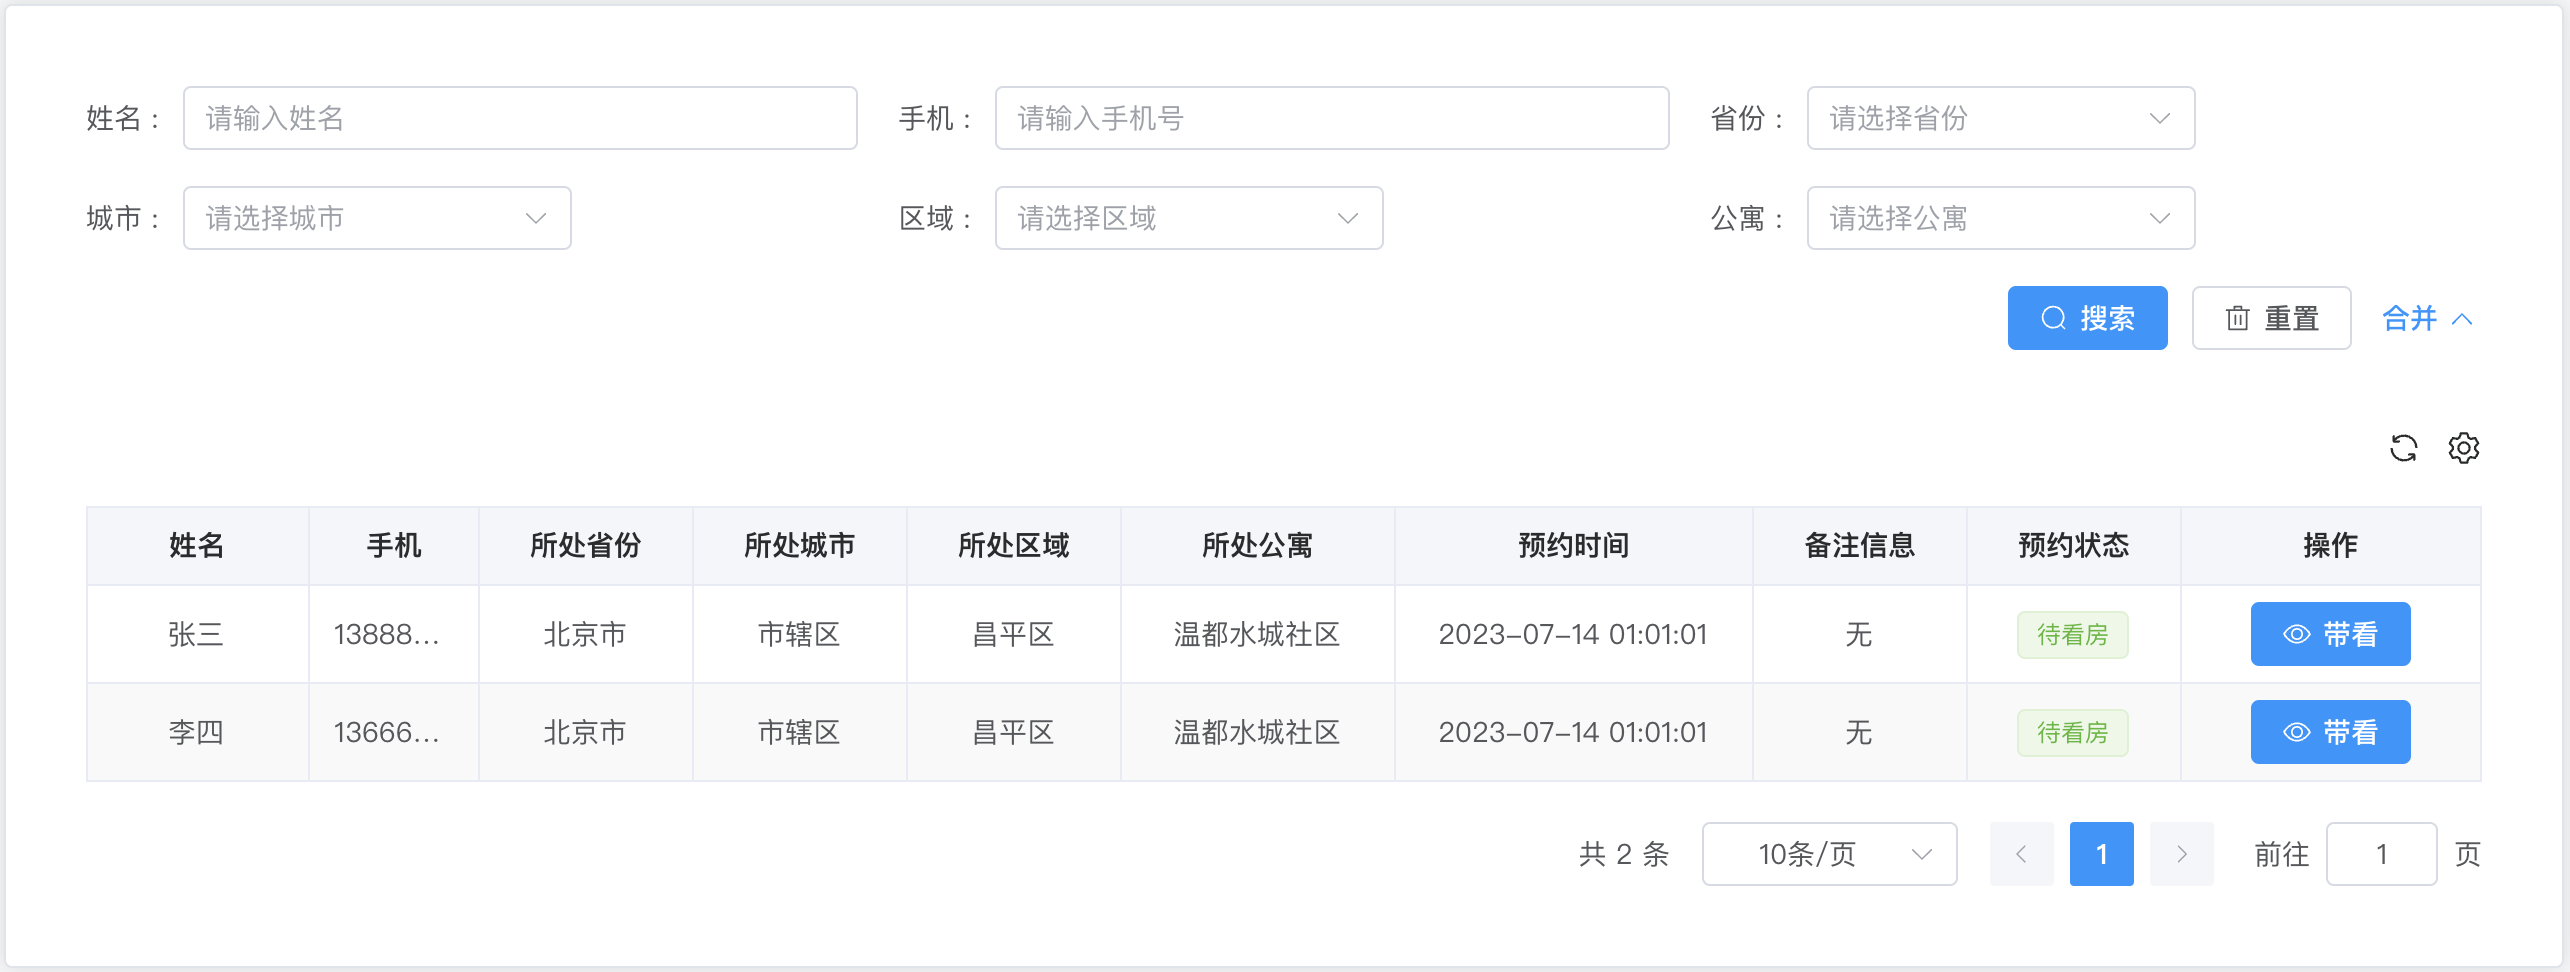 姓名： 请输入姓名 手机： 请输入手机号 省份： 请选择省份
城市： 请选择城市 区域： 请选择区域 公寓： 请选择公寓
搜索 重置 合并
姓名 手机 所处省份 所处城市 所处区域 所处公寓 预约时间 备注信息 预约状态 操作
张三 13888... 北京市 市辖区 昌平区 温都水城社区 2023-07-14 01:01:01 无 待看房 带看
李四 13666... 北京市 市辖区 昌平区 温都水城社区 2023-07-14 01:01:01 无 待看房 带看
共 2 条 10条/页 1 前往 1 页